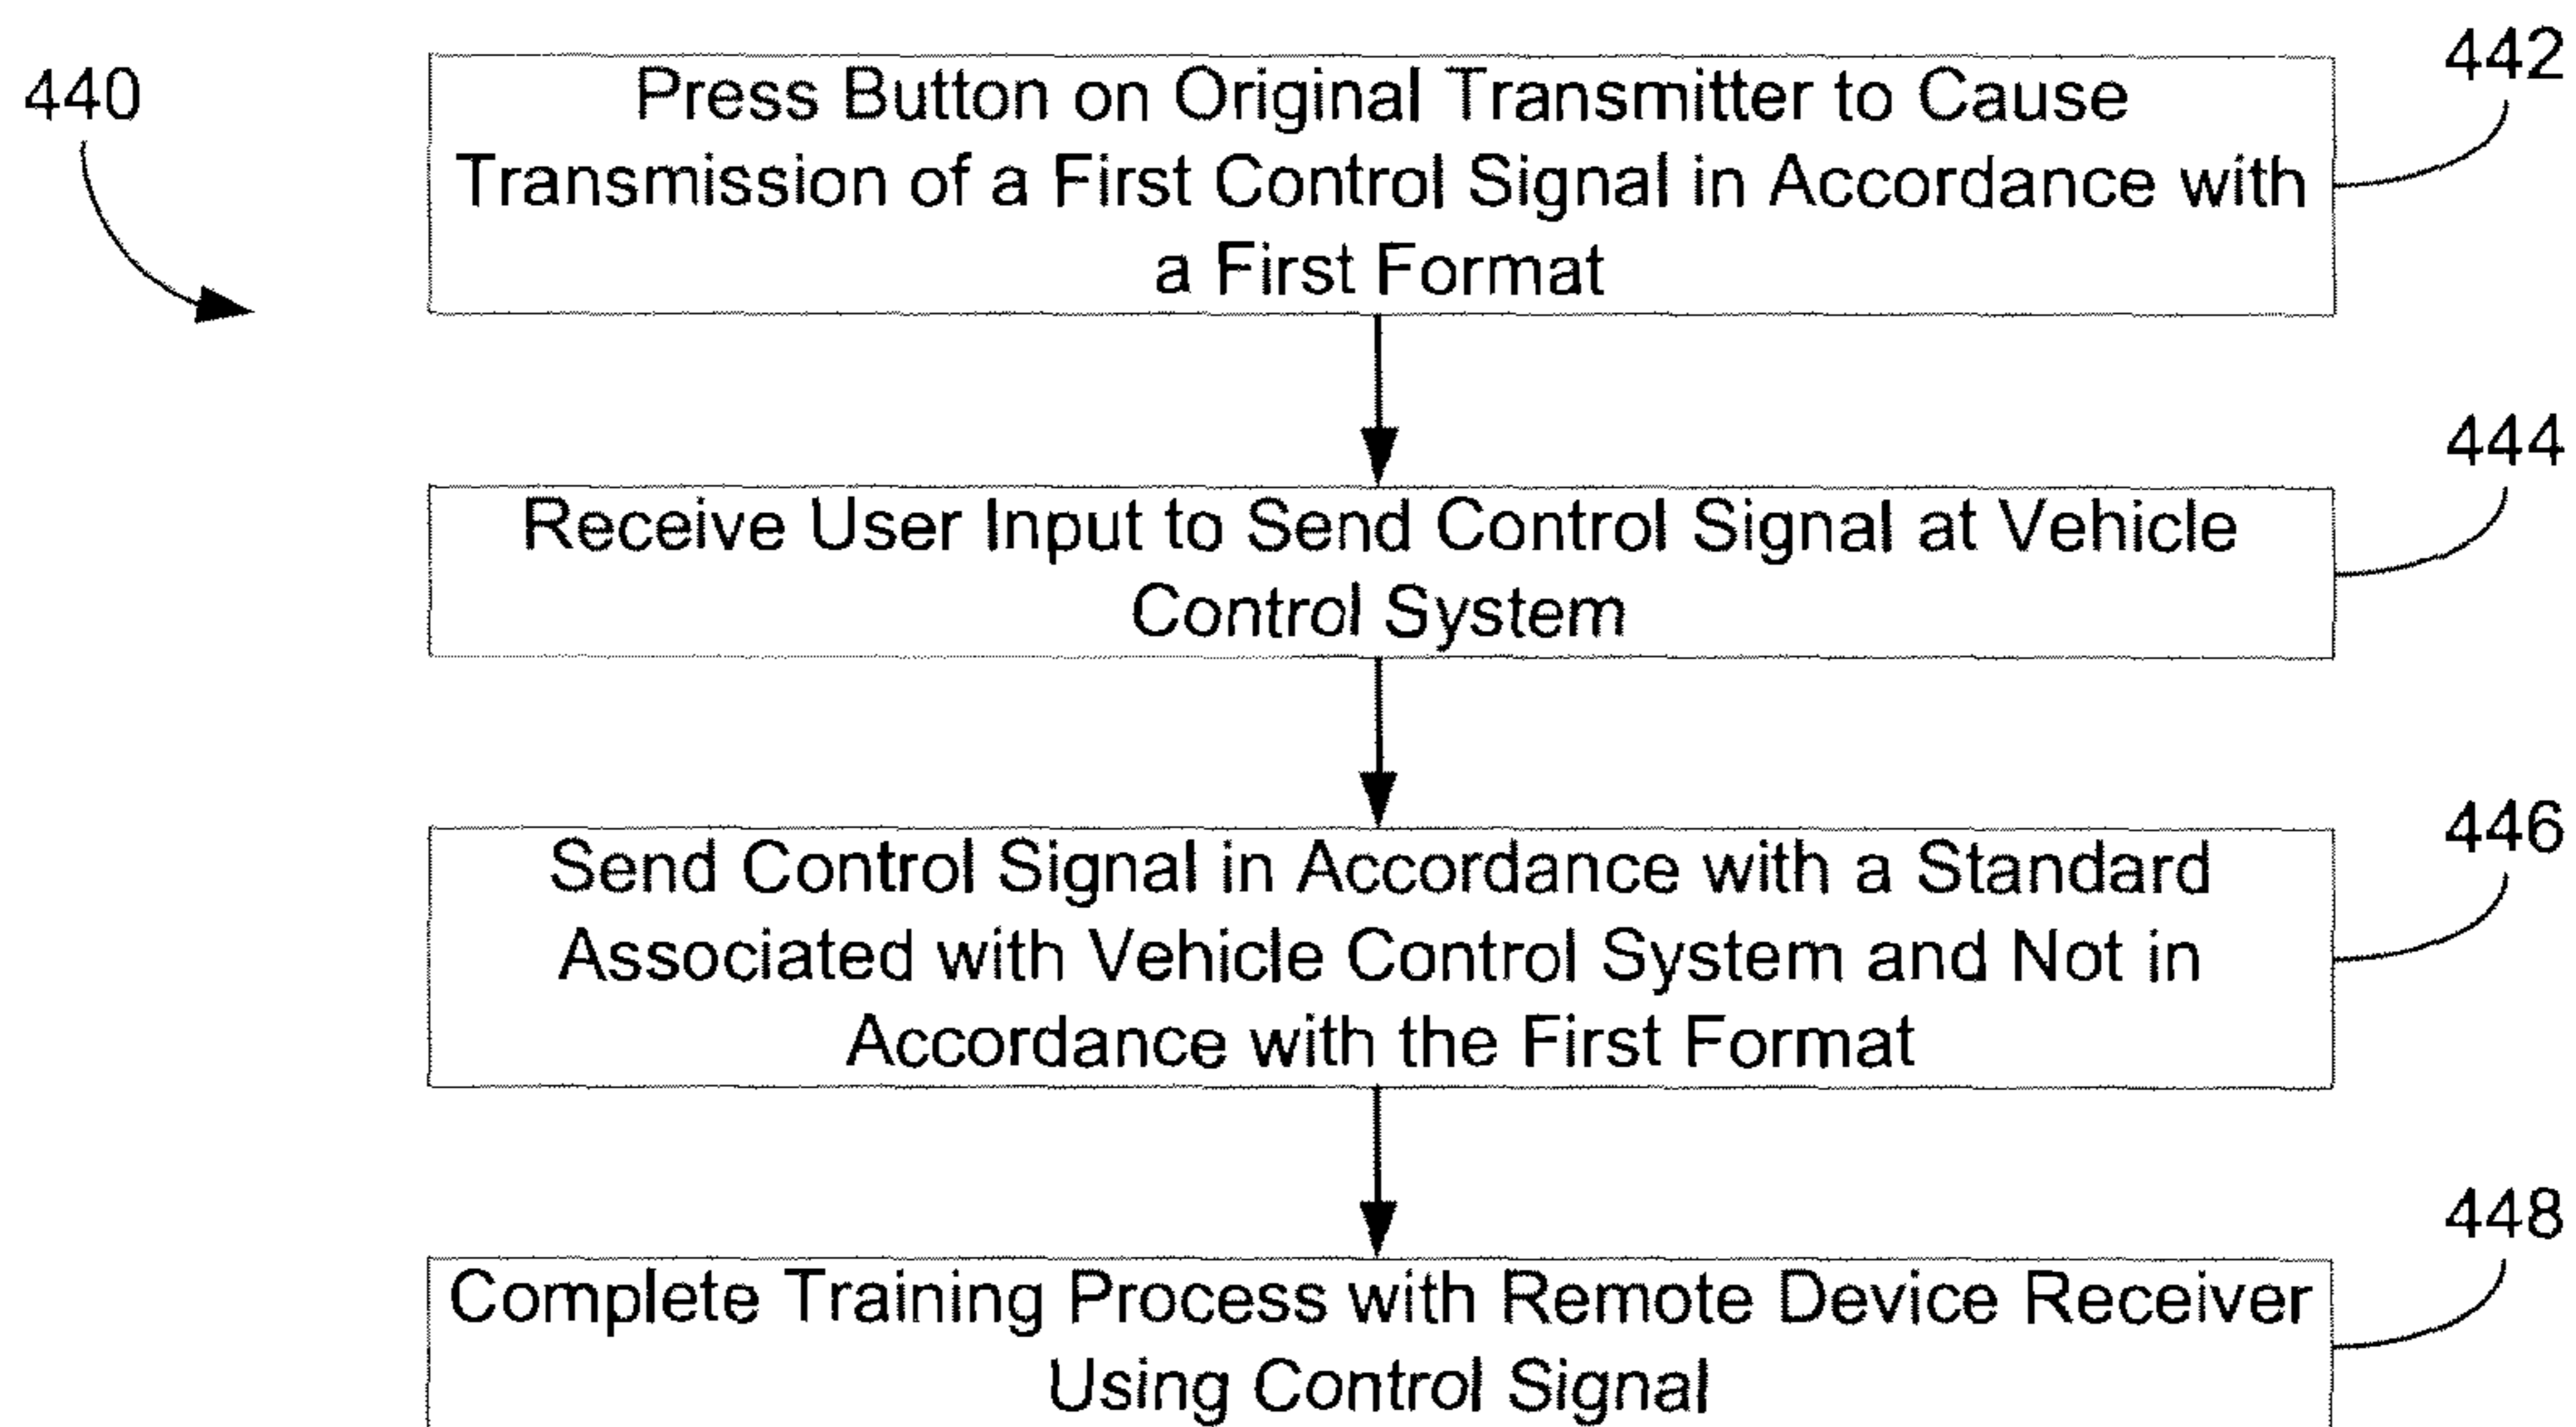 440
442
Press Button on Original Transmitter to Cause
Transmission of a First Control Signal in Accordance with
a First Format
444
Receive User Input to Send Control Signal at Vehicle
Control System
446
Send Control Signal in Accordance with a Standard
Associated with Vehicle Control System and Not in
Accordance with the First Format
448
Complete Training Process with Remote Device Receiver
Using Control Signal